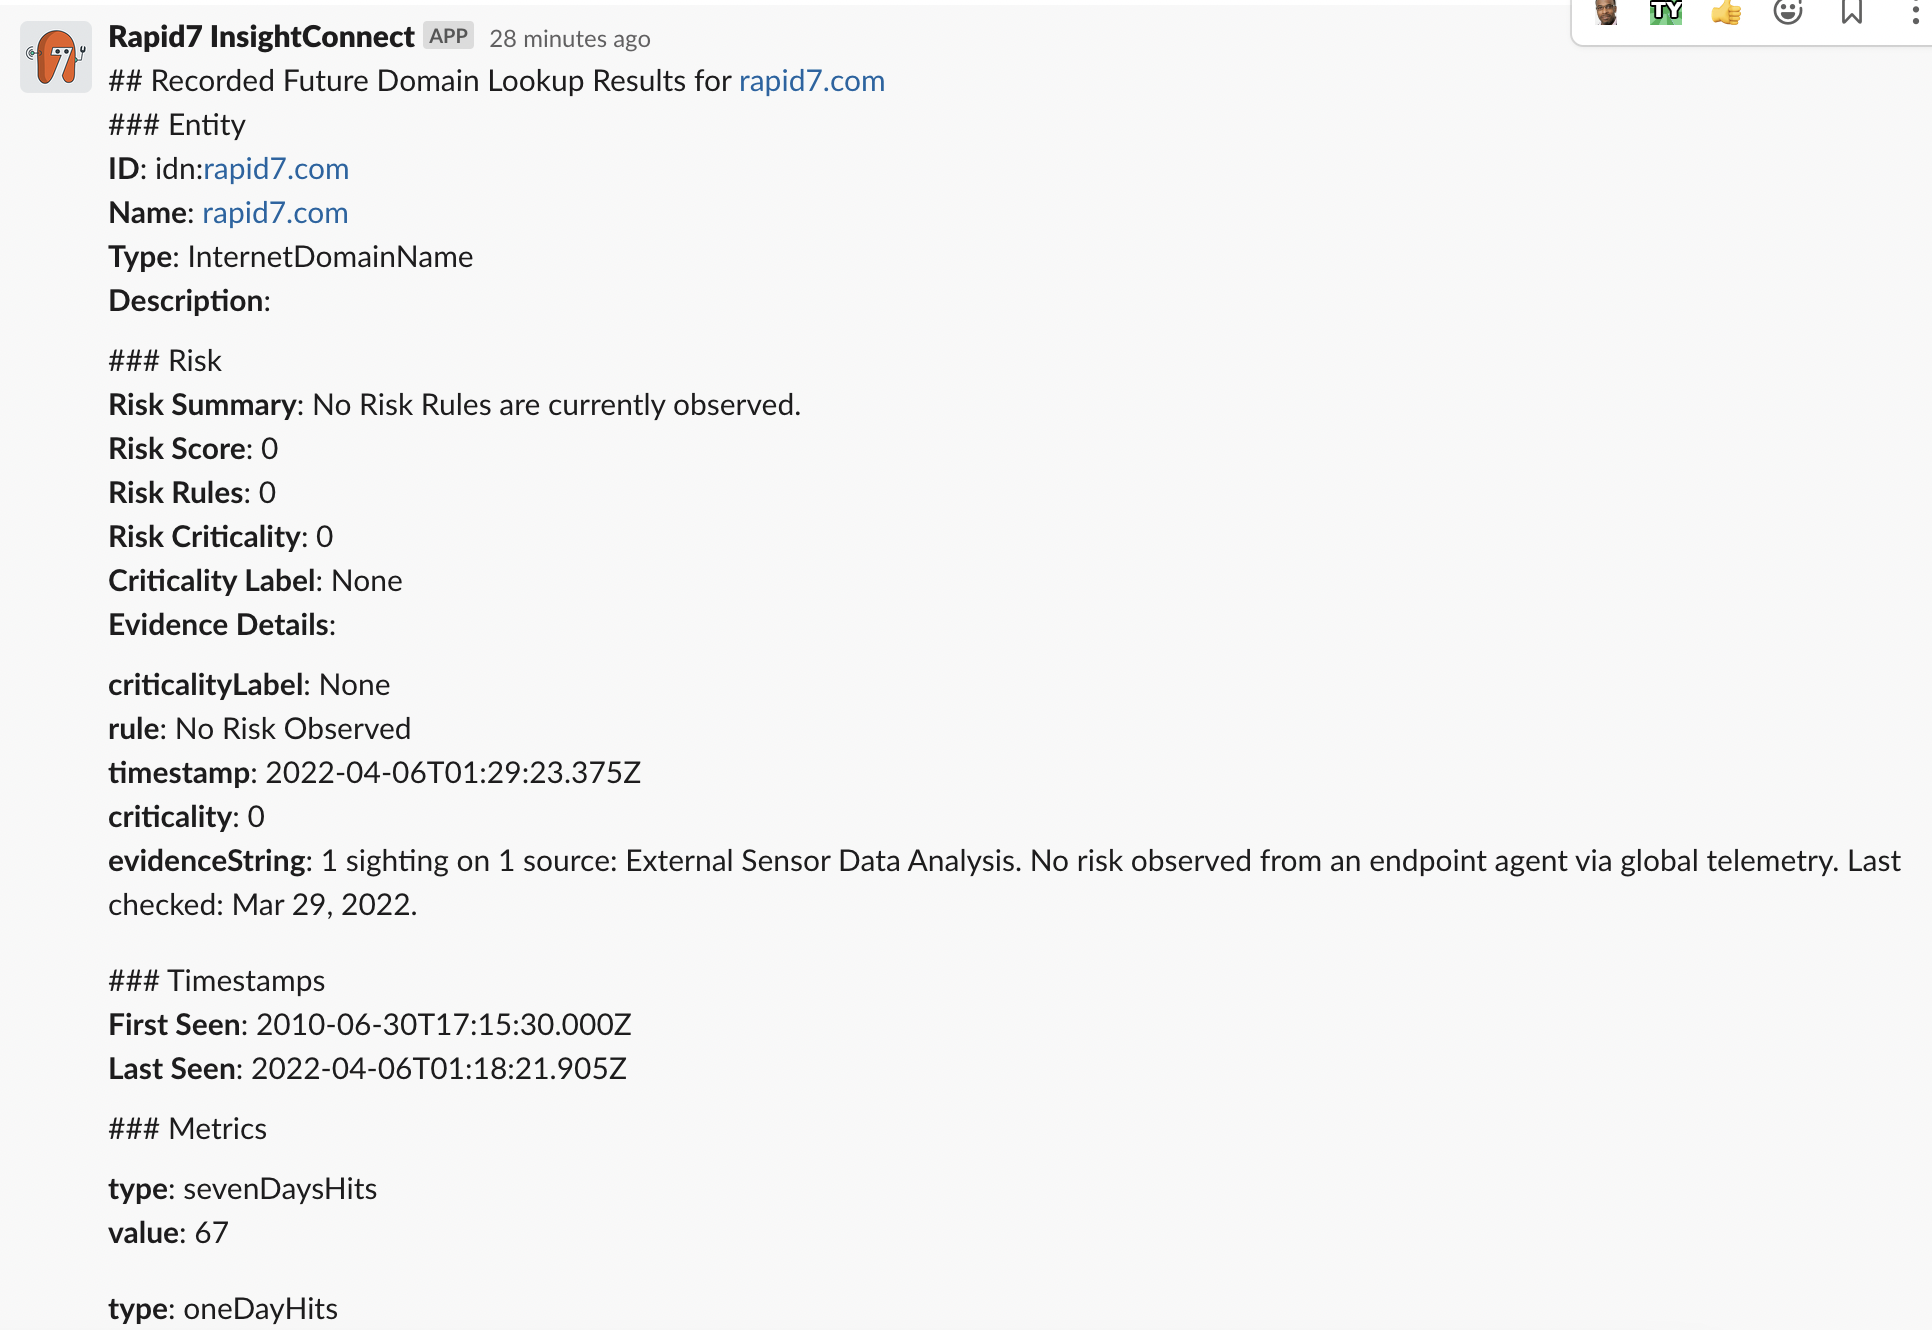 Rapid7 InsightConnect APP 28 minutes ago
TY
## Recorded Future Domain Lookup Results for rapid7.com
### Entity
ID: idn:rapid7.com
Name: rapid7.com
Type: InternetDomainName
Description:
### Risk
Risk Summary: No Risk Rules are currently observed.
Risk Score: 0
Risk Rules: 0
Risk Criticality: 0
Criticality Label: None
Evidence Details:
criticalityLabel: None
rule: No Risk Observed
timestamp: 2022-04-06T01:29:23.375Z
criticality: 0
evidenceString: 1 sighting on 1 source: External Sensor Data Analysis. No risk observed from an endpoint agent via global telemetry. Last
checked: Mar 29, 2022.
### Timestamps
First Seen: 2010-06-30T17:15:30.000Z
Last Seen: 2022-04-06T01:18:21.905Z
### Metrics
type: sevenDaysHits
value: 67
type: oneDayHits